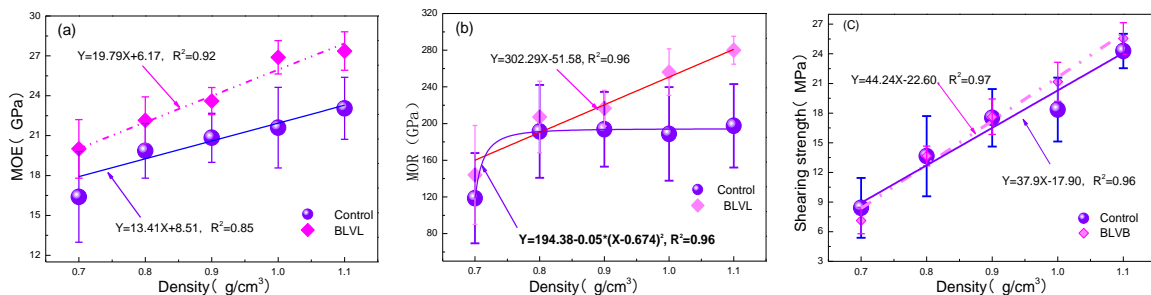 (a)
Y=19.79X+6.17, R²=0.92
Y=13.41X+8.51, R²=0.85
Control
BLVL
MOE ( GPa)
30
27
24
21
18
15
12
0.7 0.8 0.9 1.0 1.1
Density( g/cm³)
(b)
Y=302.29X-51.58, R²=0.96
Control
BLVL
Y=194.38-0.05*(X-0.674)², R²=0.96
MOR (GPa)
320
280
240
200
160
120
80
0.7 0.8 0.9 1.0 1.1
Density( g/cm³)
(C)
Y=44.24X-22.60, R²=0.97
Y=37.9X-17.90, R²=0.96
Control
BLVB
Shearing strength( MPa)
27
24
21
18
15
12
9
6
3
0.7 0.8 0.9 1.0 1.1
Density( g/cm³)